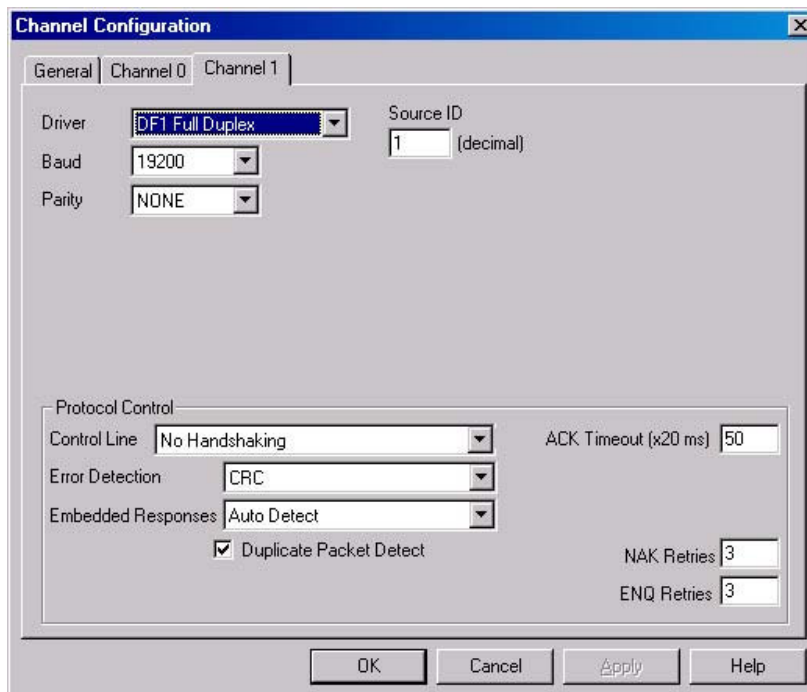 Channel Configuration
General Channel 0 Channel 1
Driver DF1 Full Duplex Source ID
1 (decimal)
Baud 19200
Parity NONE
Protocol Control
Control Line No Handshaking ACK Timeout (x20 ms) 50
Error Detection CRC
Embedded Responses Auto Detect
Duplicate Packet Detect NAK Retries 3
ENQ Retries 3
OK Cancel Apply Help